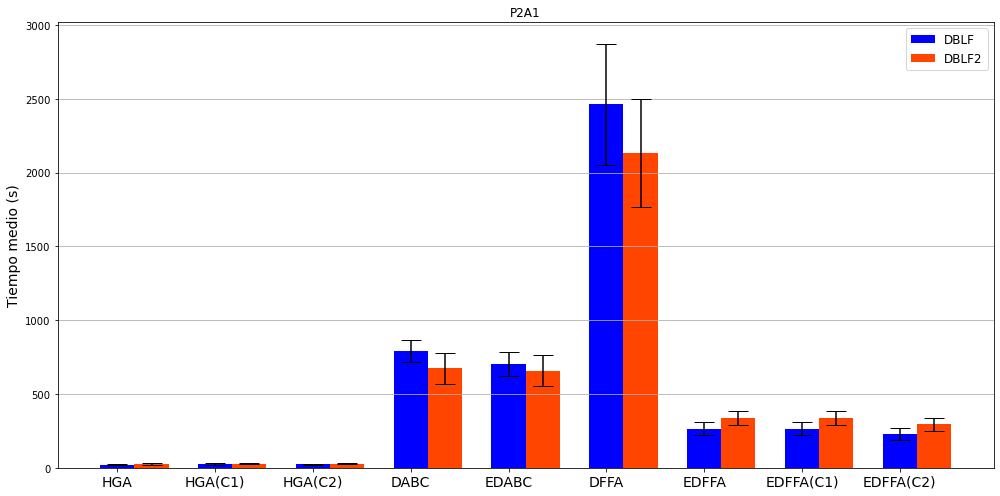 P2A1
DBLF
DBLF2
Tiempo medio (s)
3000
2500
2000
1500
1000
500
0
HGA HGA(C1) HGA(C2) DABC EDABC DFFA EDFFA EDFFA(C1) EDFFA(C2)